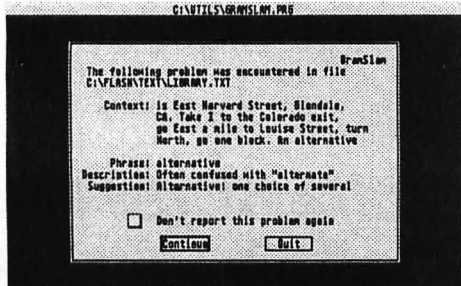 C:\UTILS\GRAMSLAM.PRG
GramSlam
The following problem was encountered in file
C:\FLASH\TEXT\LIBRARY.TXT
Context: is East Harvard Street, Glendale,
CA. Take I to the Colorado exit,
go East a mile to Louise Street, turn
North, go one block. An alternative
Phrase: alternative
Description: Often confused with "alternate"
Suggestion: Alternative: one choice of several
Don't report this problem again
Continue
Quit